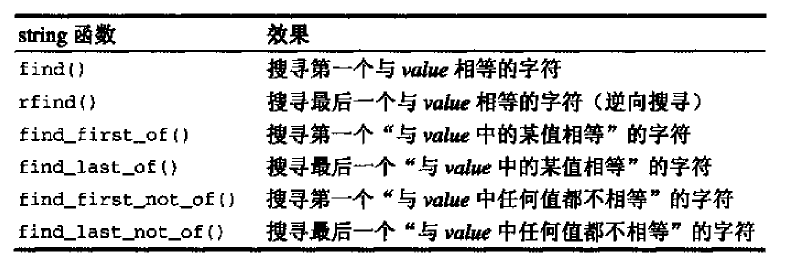 string 函数 效果
find() 搜寻第一个与 value 相等的字符
rfind() 搜寻最后一个与 value 相等的字符（逆向搜寻）
find_first_of() 搜寻第一个“与 value 中的某值相等”的字符
find_last_of() 搜寻最后一个“与 value 中的某值相等”的字符
find_first_not_of() 搜寻第一个“与 value 中任何值都不相等”的字符
find_last_not_of() 搜寻最后一个“与 value 中任何值都不相等”的字符